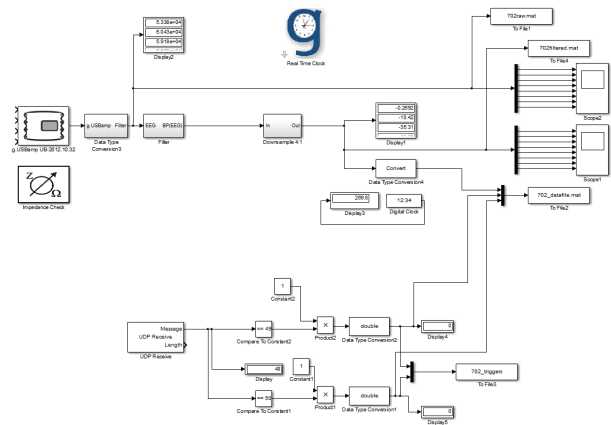 5.338e+04
6.043e+04
5.918e+04
Display2
g
Real Time Clock
702raw.mat
To File1
702filtered.mat
To File4
Scope2
g.USBamp UB-2012.10.32
g.USBamp Filter
Data Type
Conversion3
EEG BP(EEG)
Filter
In Out
Downsample 4:1
-0.2692
-10.42
-35.31
Display1
Scope1
Z
Ω
Impedance Check
Convert
Data Type Conversion4
269.8
Display3
12:34
Digital Clock
702_datafile.mat
To File2
1
Constant2
Message
Length
UDP Receive
== 49
Compare To Constant2
×
Product2
double
Data Type Conversion2
0
Display4
48
Display
1
Constant1
702_triggers
To File3
== 50
Compare To Constant1
×
Product1
double
Data Type Conversion1
0
Display5